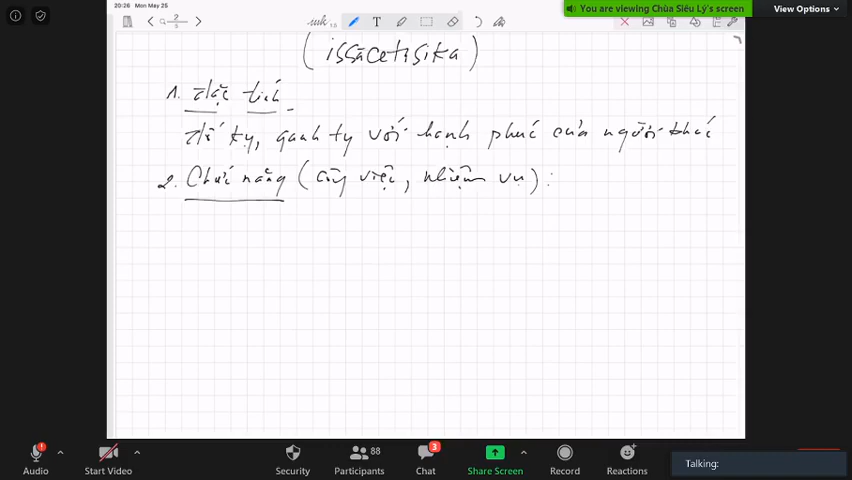 20:26 Mon May 25
You are viewing Chùa Siêu Lý's screen
View Options
2
5
T
(issācetisika)
1. Đặc tính
Đố kỵ, ganh tỵ với hạnh phúc của người khác
2. Chức năng (công việc, nhiệm vụ):
3
88
Audio
Start Video
Security
Participants
Chat
Share Screen
Record
Reactions
Talking: